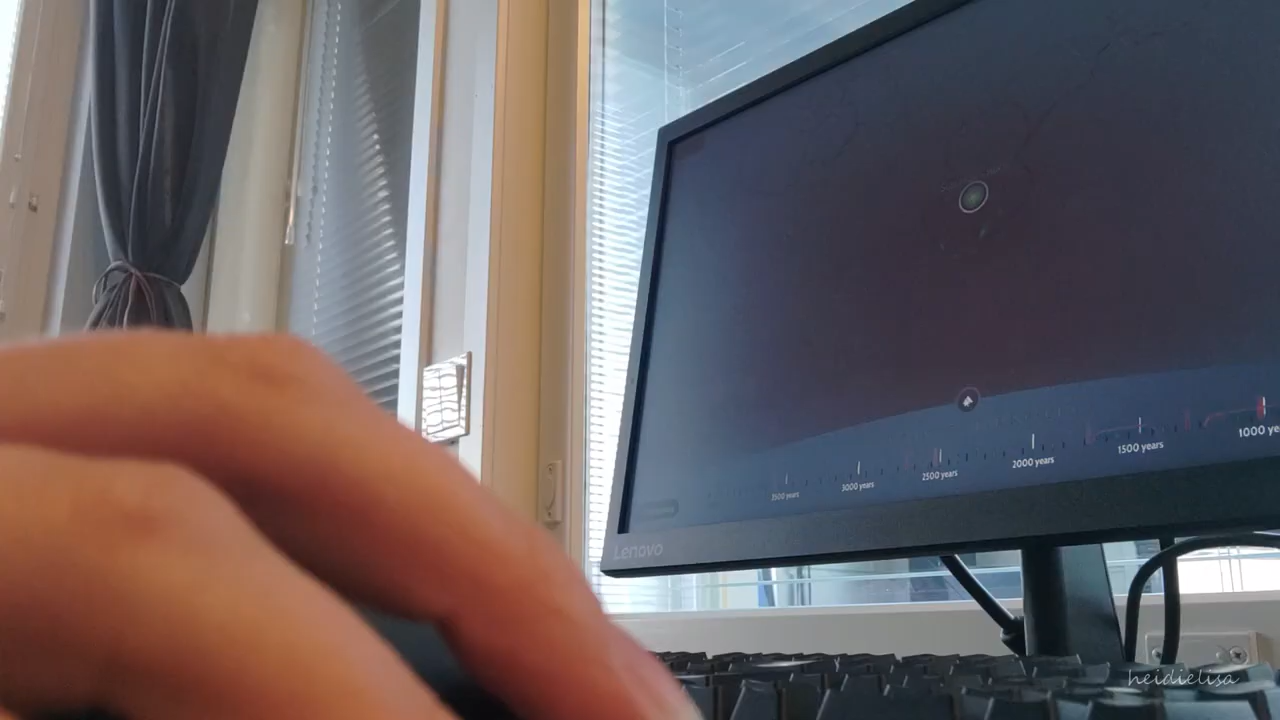 1000 ye
1500 years
2000 years
2500 years
3000 years
3500 years
Lenovo
heidielisa